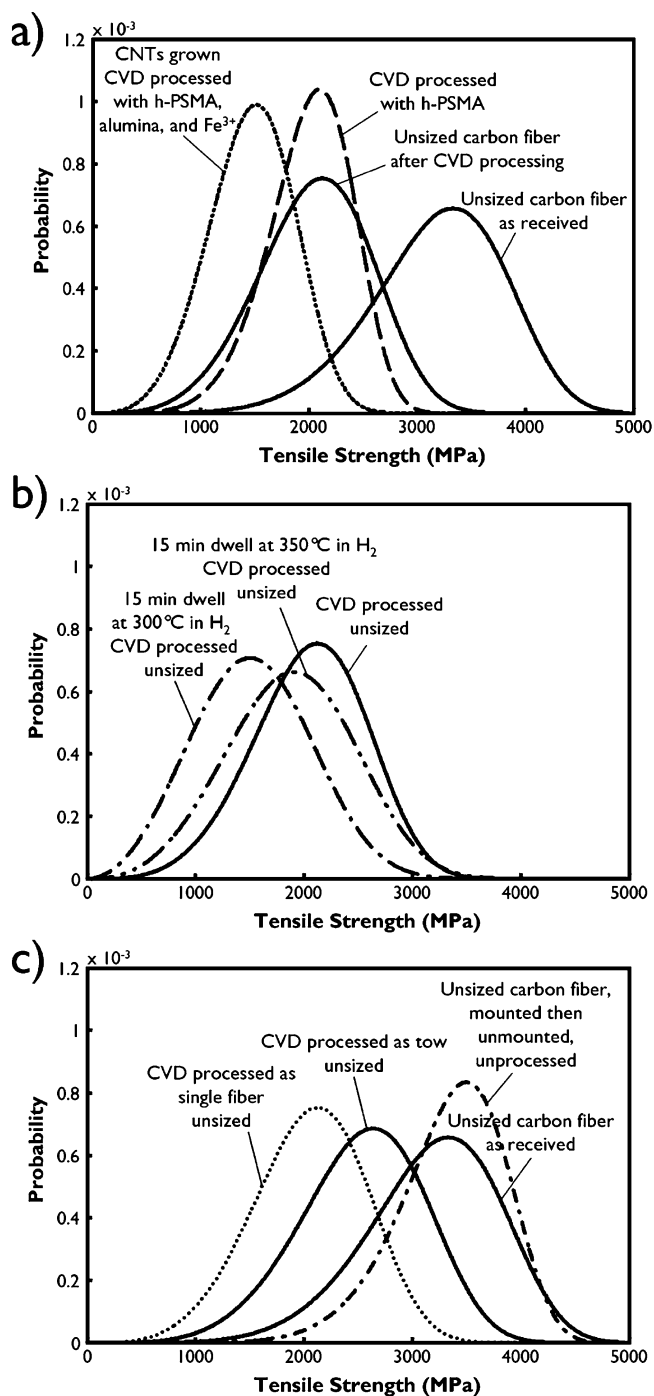 a)
1.2 x 10⁻³
CNTs grown
CVD processed
with h-PSMA,
alumina, and Fe³⁺
CVD processed
with h-PSMA
Unsized carbon fiber
after CVD processing
Unsized carbon fiber
as received
1
0.8
0.6
0.4
0.2
0
Probability
0 1000 2000 3000 4000 5000
Tensile Strength (MPa)
b)
1.2 x 10⁻³
15 min dwell at 350°C in H₂
CVD processed
unsized
15 min dwell
at 300°C in H₂
CVD processed
unsized
CVD processed
unsized
1
0.8
0.6
0.4
0.2
0
Probability
0 1000 2000 3000 4000 5000
Tensile Strength (MPa)
c)
1.2 x 10⁻³
Unsized carbon fiber,
mounted then
unmounted,
unprocessed
CVD processed as tow
unsized
CVD processed as
single fiber
unsized
Unsized carbon fiber
as received
1
0.8
0.6
0.4
0.2
0
Probability
0 1000 2000 3000 4000 5000
Tensile Strength (MPa)